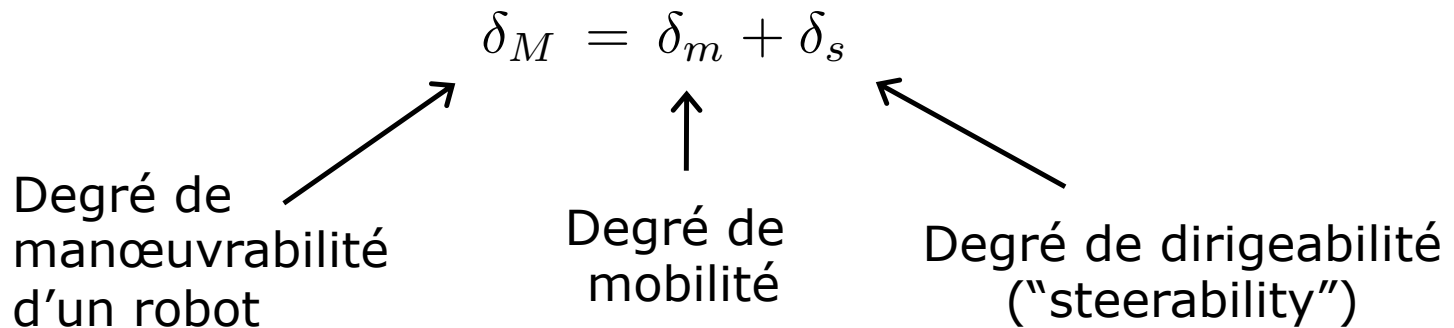 δ_M = δ_m + δ_s
Degré de
manœuvrabilité
d’un robot
Degré de
mobilité
Degré de dirigeabilité
(“steerability”)